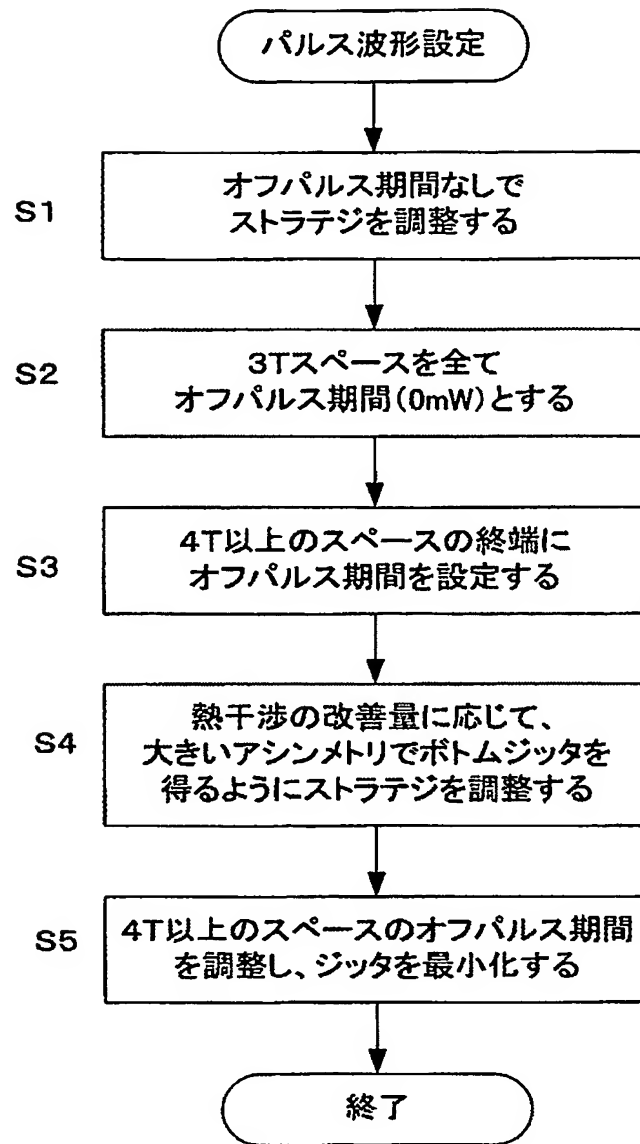 パルス波形設定
S1
オフパルス期間なしで
ストラテジを調整する
S2
3Tスペースを全て
オフパルス期間(0mW)とする
S3
4T以上のスペースの終端に
オフパルス期間を設定する
S4
熱干渉の改善量に応じて、
大きいアシンメトリでボトムジッタを
得るようにストラテジを調整する
S5
4T以上のスペースのオフパルス期間
を調整し、ジッタを最小化する
終了